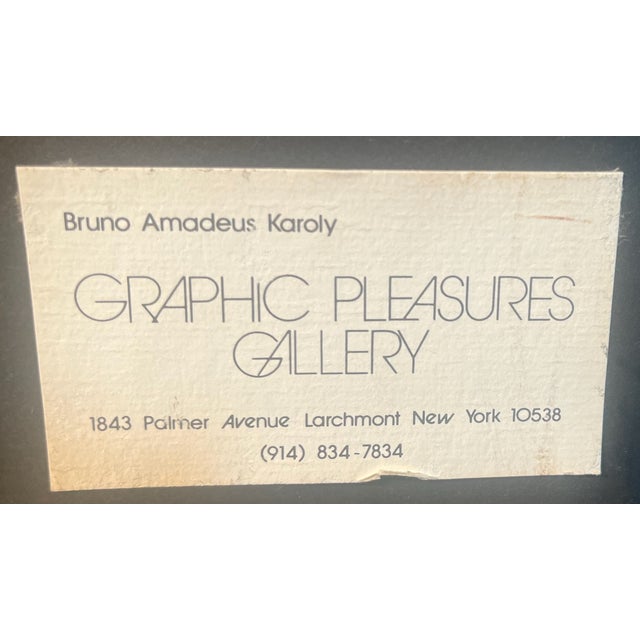 Bruno Amadeus Karoly
GRAPHIC PLEASURES
GALLERY
1843 Palmer Avenue Larchmont New York 10538
(914) 834-7834